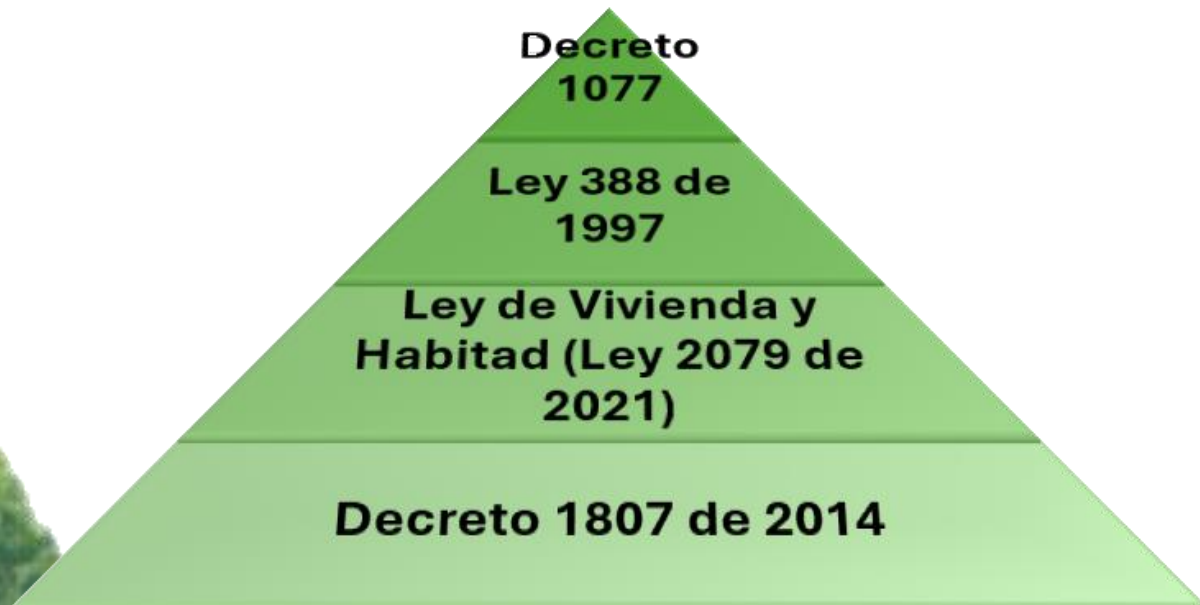 Decreto
1077
Ley 388 de
1997
Ley de Vivienda y
Habitad (Ley 2079 de
2021)
Decreto 1807 de 2014